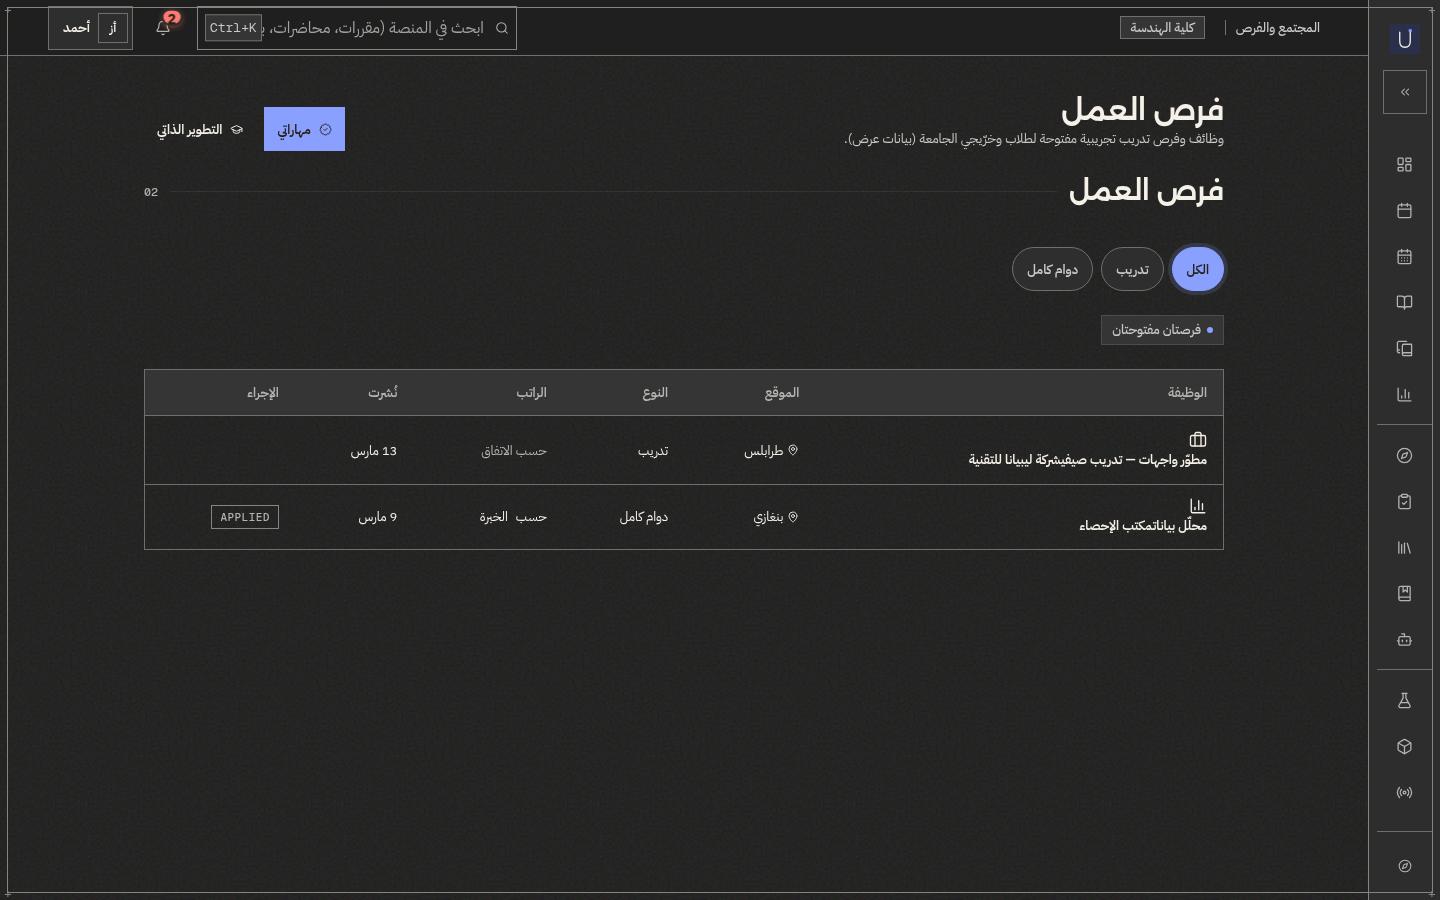 المجتمع والفرص
كلية الهندسة
ابحث في المنصة (مقررات، محاضرات، ب
Ctrl+K
2
أز
أحمد
فرص العمل
وظائف وفرص تدريب تجريبية مفتوحة لطلاب وخرّيجي الجامعة (بيانات عرض).
مهاراتي
التطوير الذاتي
فرص العمل
02
الكل
تدريب
دوام كامل
فرصتان مفتوحتان
الوظيفة الموقع النوع الراتب نُشرت الإجراء
مطوّر واجهات — تدريب صيفيشركة ليبيانا للتقنية طرابلس تدريب حسب الاتفاق 13 مارس
محلّل بياناتمكتب الإحصاء بنغازي دوام كامل حسب الخبرة 9 مارس APPLIED